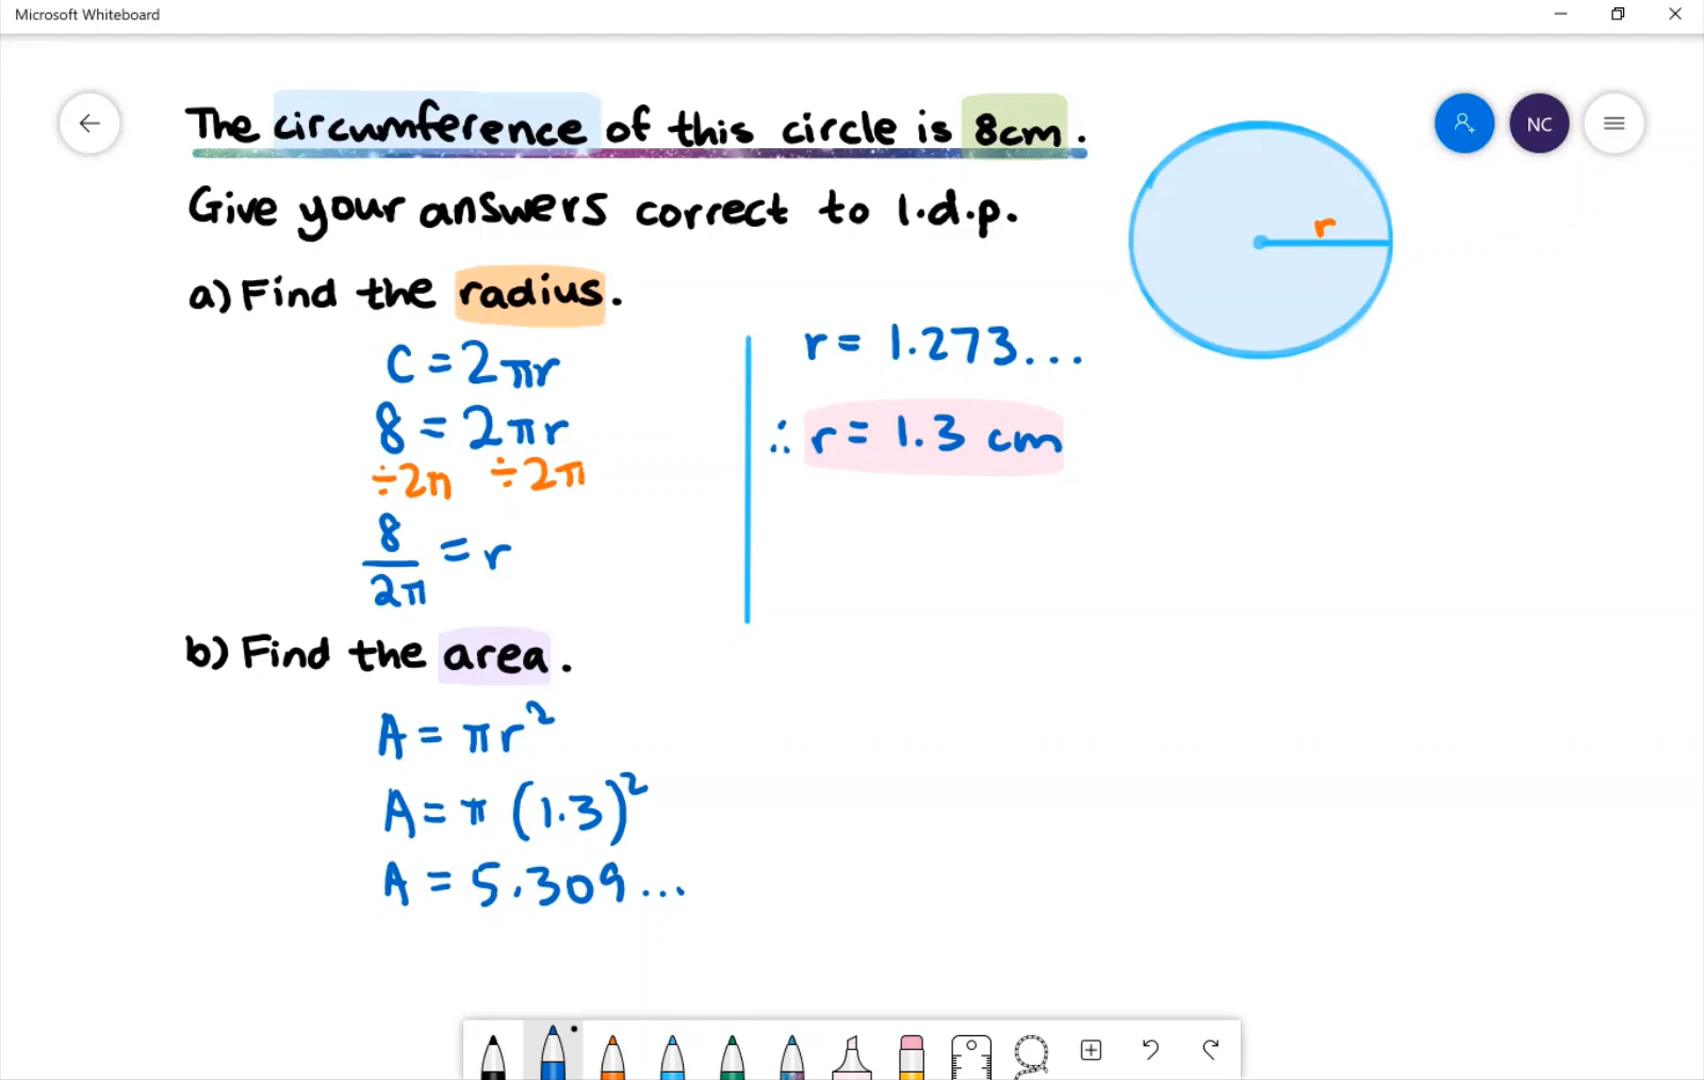 Microsoft Whiteboard
The circumference of this circle is 8cm.
NC
Give your answers correct to 1.d.p.
r
a) Find the radius.
C = 2πr
8 = 2πr
÷2π ÷2π
8/2π = r
r = 1.273...
∴ r = 1.3 cm
b) Find the area.
A = πr²
A = π (1.3)²
A = 5.309...